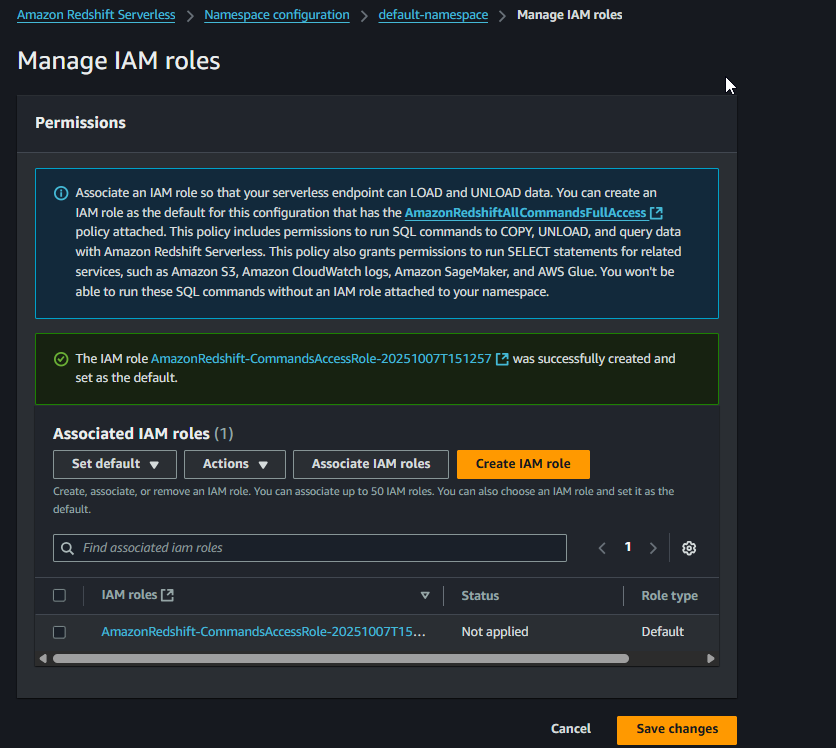 Amazon Redshift Serverless > Namespace configuration > default-namespace > Manage IAM roles
Manage IAM roles
Permissions
Associate an IAM role so that your serverless endpoint can LOAD and UNLOAD data. You can create an
IAM role as the default for this configuration that has the AmazonRedshiftAllCommandsFullAccess
policy attached. This policy includes permissions to run SQL commands to COPY, UNLOAD, and query data
with Amazon Redshift Serverless. This policy also grants permissions to run SELECT statements for related
services, such as Amazon S3, Amazon CloudWatch logs, Amazon SageMaker, and AWS Glue. You won't be
able to run these SQL commands without an IAM role attached to your namespace.
The IAM role AmazonRedshift-CommandsAccessRole-20251007T151257 was successfully created and
set as the default.
Associated IAM roles (1)
Set default Actions Associate IAM roles Create IAM role
Create, associate, or remove an IAM role. You can associate up to 50 IAM roles. You can also choose an IAM role and set it as the
default.
Find associated iam roles 1
IAM roles Status Role type
AmazonRedshift-CommandsAccessRole-20251007T15... Not applied Default
Cancel Save changes